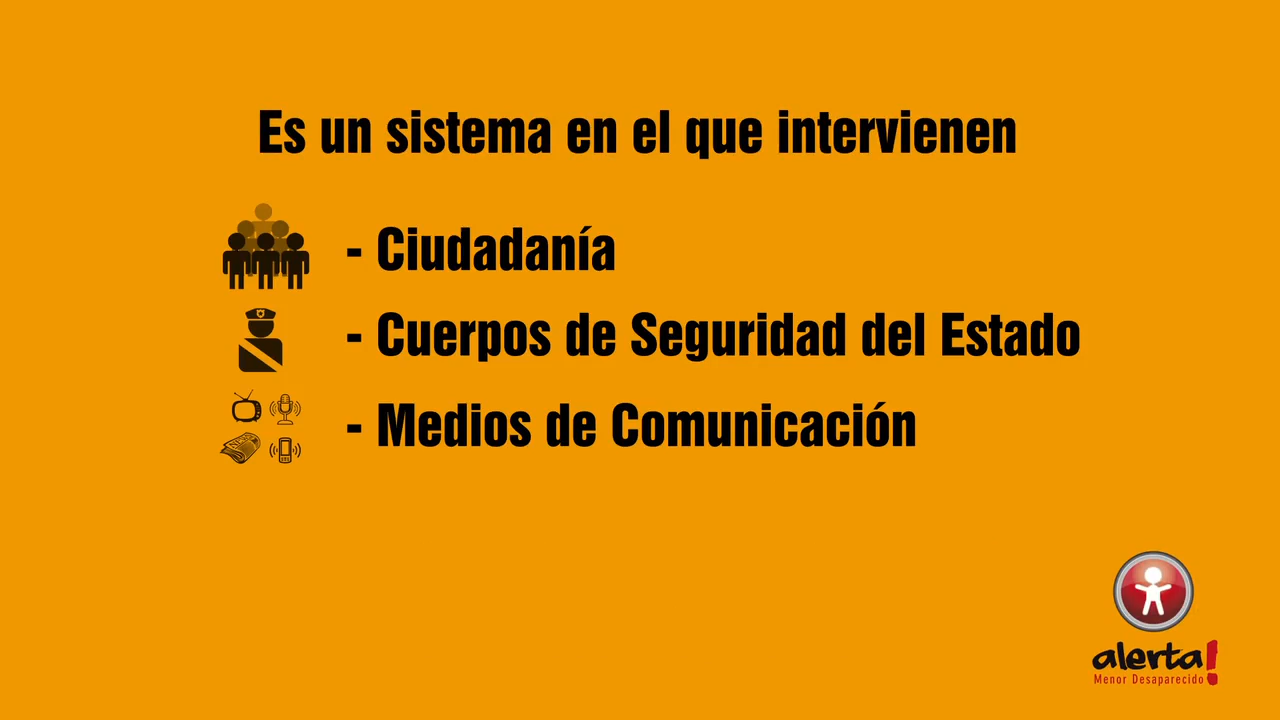 Es un sistema en el que intervienen
- Ciudadanía
- Cuerpos de Seguridad del Estado
- Medios de Comunicación
alerta!
Menor Desaparecido